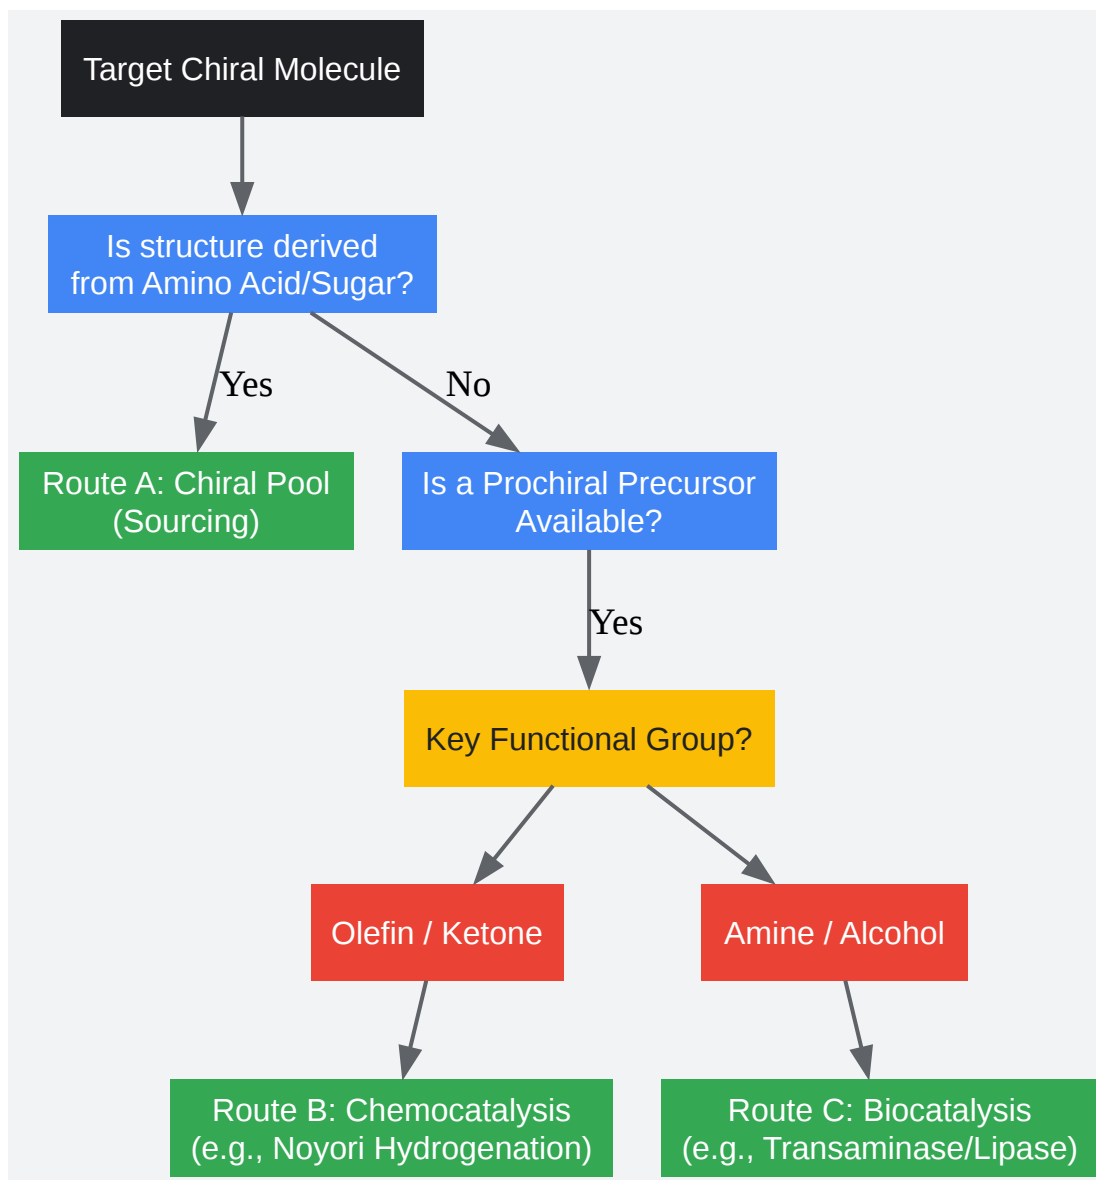 Target Chiral Molecule
Is structure derived
from Amino Acid/Sugar?
Yes
No
Route A: Chiral Pool
(Sourcing)
Is a Prochiral Precursor
Available?
Yes
Key Functional Group?
Olefin / Ketone
Amine / Alcohol
Route B: Chemocatalysis
(e.g., Noyori Hydrogenation)
Route C: Biocatalysis
(e.g., Transaminase/Lipase)